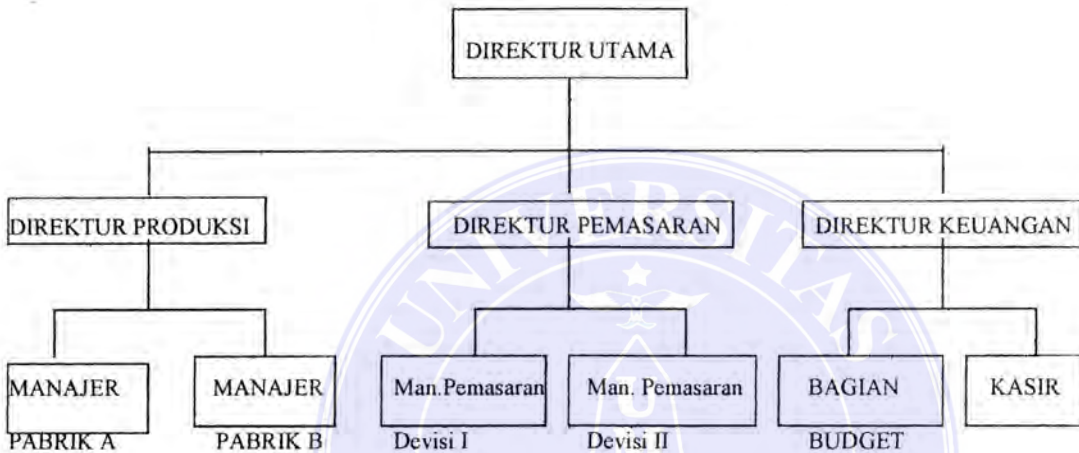 DIREKTUR UTAMA
DIREKTUR PRODUKSI
DIREKTUR PEMASARAN
DIREKTUR KEUANGAN
MANAJER
PABRIK A
MANAJER
PABRIK B
Man.Pemasaran
Devisi I
Man. Pemasaran
Devisi II
BAGIAN
BUDGET
KASIR
UNIVERSITAS
U